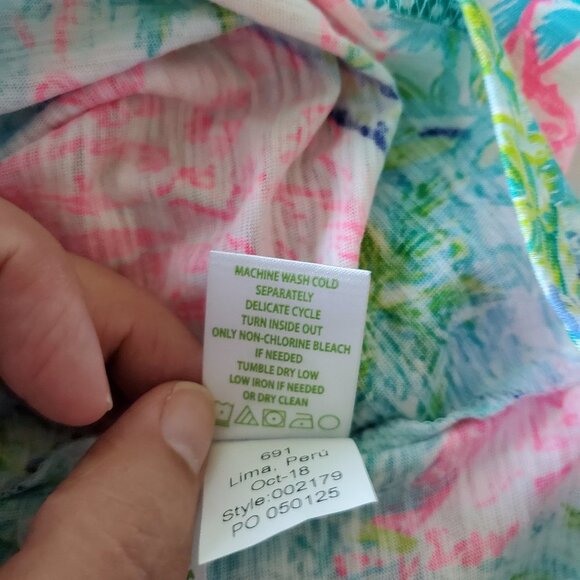 MACHINE WASH COLD
SEPARATELY
DELICATE CYCLE
TURN INSIDE OUT
ONLY NON-CHLORINE BLEACH
IF NEEDED
TUMBLE DRY LOW
LOW IRON IF NEEDED
OR DRY CLEAN
691
Lima, Perú
Oct-18
Style:002179
PO 050125